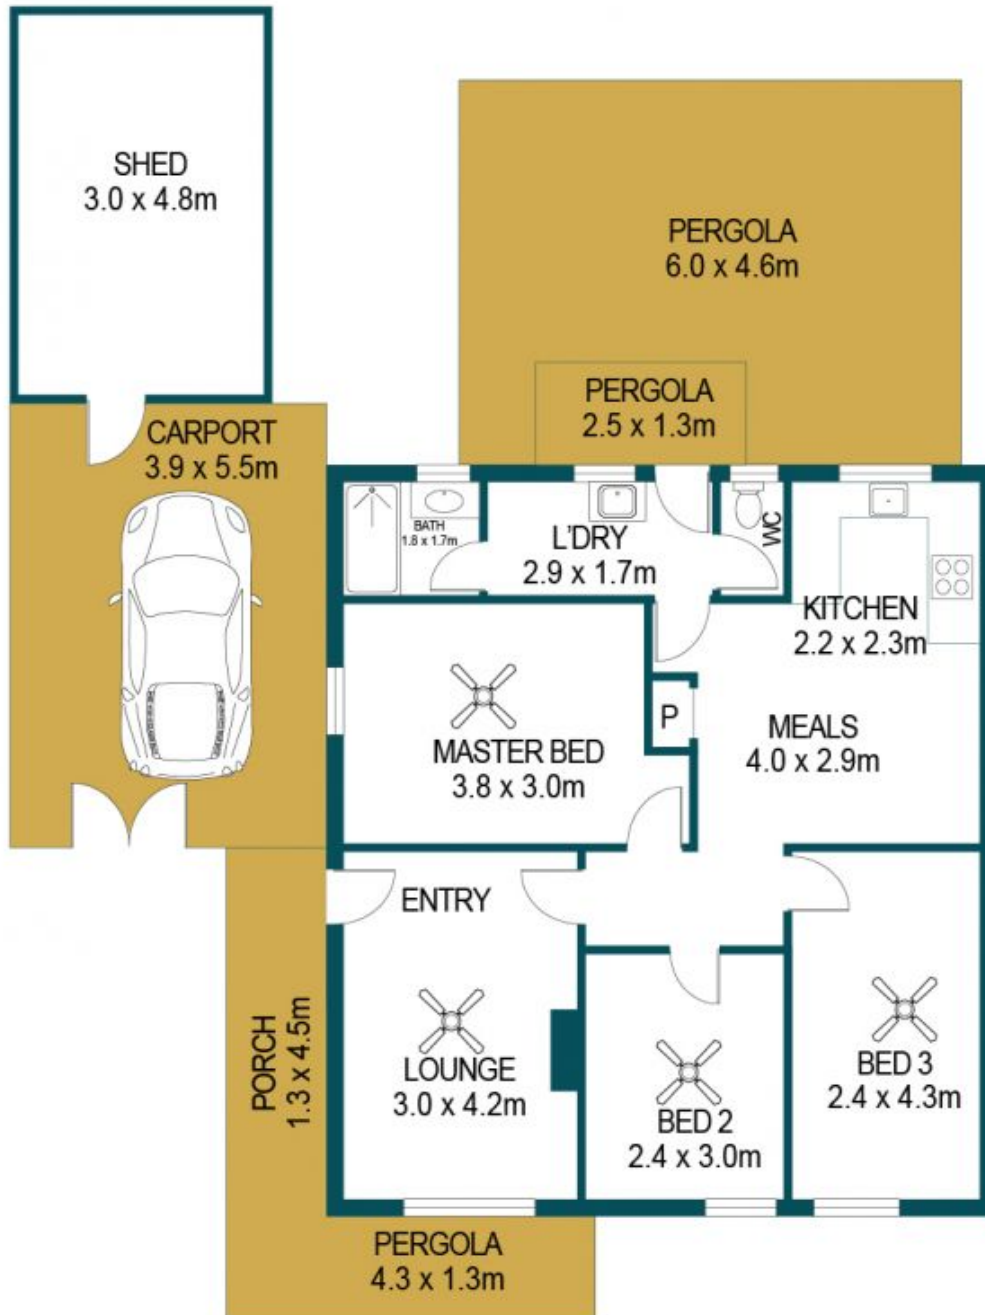 SHED
3.0 x 4.8m
PERGOLA
6.0 x 4.6m
PERGOLA
2.5 x 1.3m
CARPORT
3.9 x 5.5m
BATH
1.8 x 1.7m
L'DRY
2.9 x 1.7m
WC
KITCHEN
2.2 x 2.3m
P
MEALS
4.0 x 2.9m
MASTER BED
3.8 x 3.0m
ENTRY
PORCH
1.3 x 4.5m
LOUNGE
3.0 x 4.2m
BED 2
2.4 x 3.0m
BED 3
2.4 x 4.3m
PERGOLA
4.3 x 1.3m